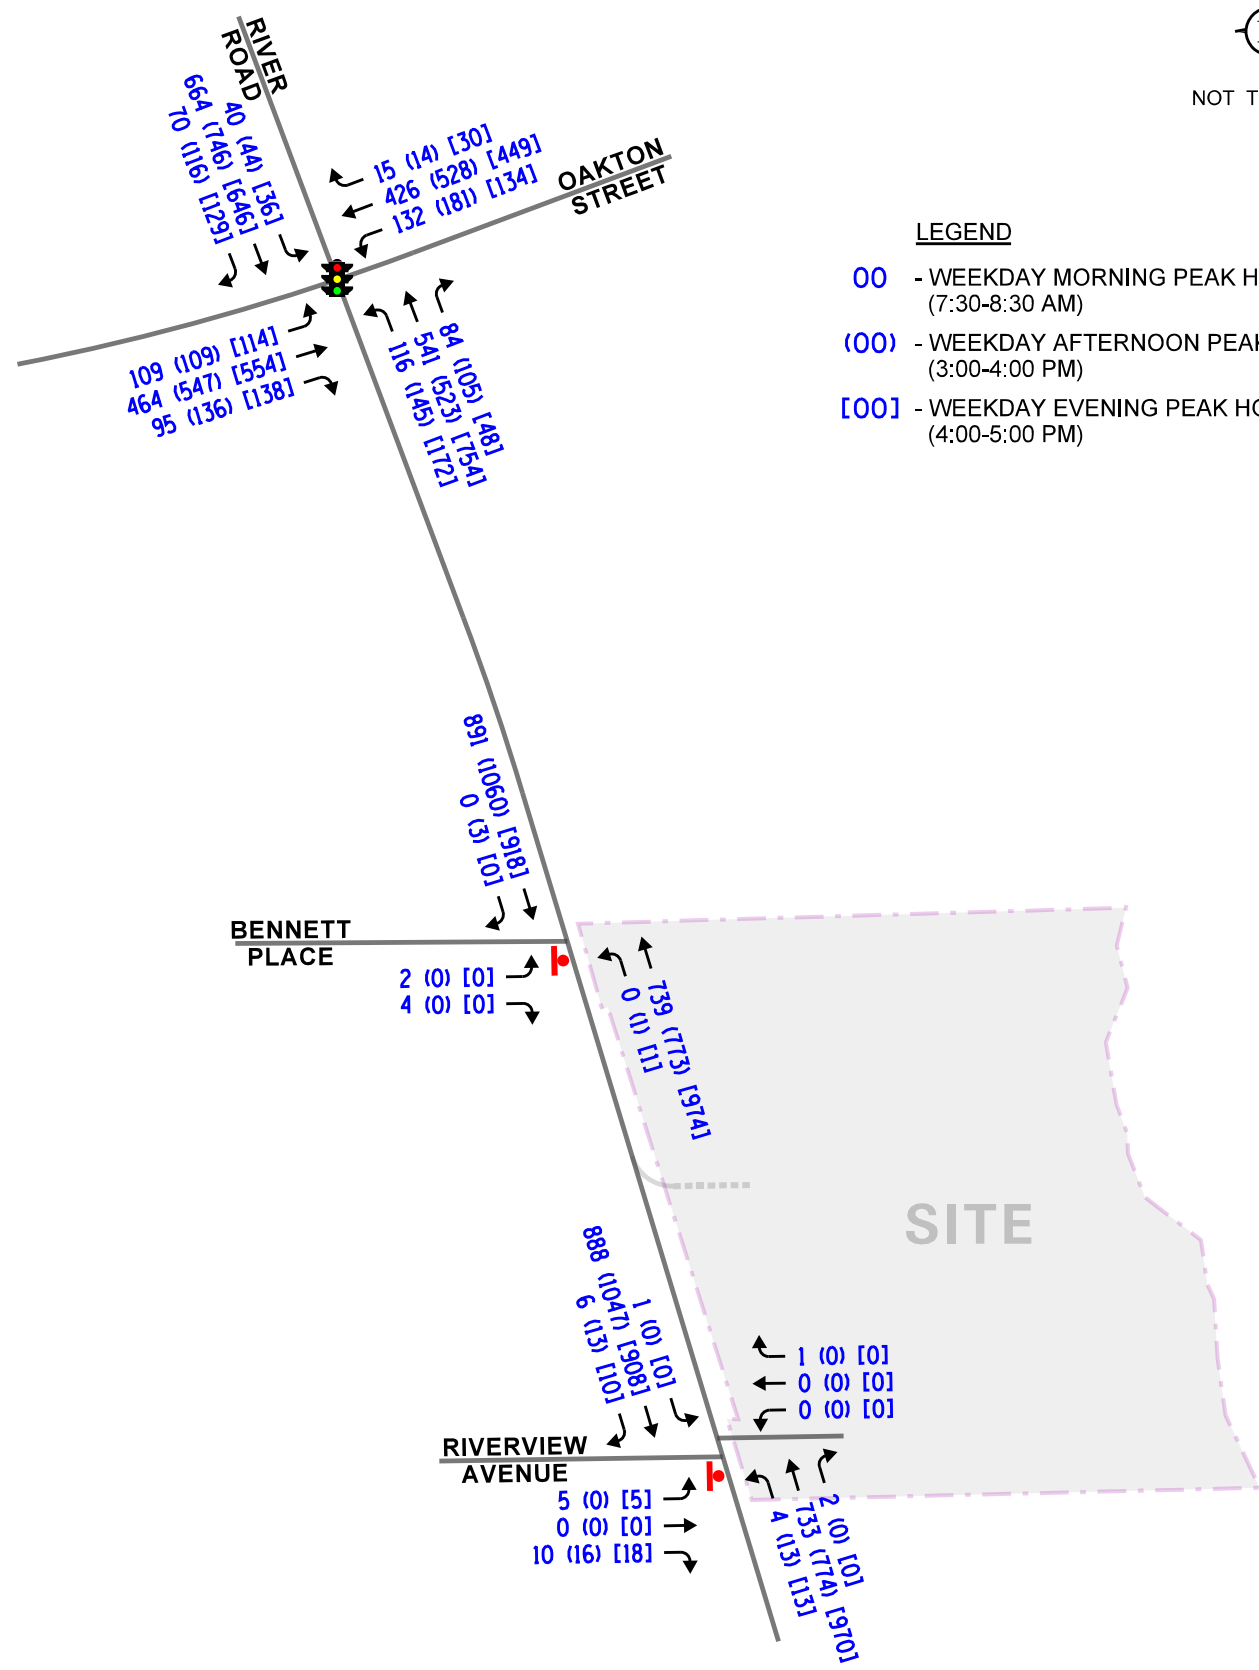 RIVER
ROAD
40 (44) [36]
664 (746) [646]
70 (116) [129]
15 (14) [30]
426 (528) [449]
132 (181) [134]
OAKTON
STREET
109 (109) [114]
464 (547) [554]
95 (136) [138]
84 (105) [48]
541 (523) [754]
116 (145) [172]
NOT T
LEGEND
00 - WEEKDAY MORNING PEAK H
(7:30-8:30 AM)
(00) - WEEKDAY AFTERNOON PEAK
(3:00-4:00 PM)
[00] - WEEKDAY EVENING PEAK HO
(4:00-5:00 PM)
891 (1060) [918]
0 (3) [0]
BENNETT
PLACE
2 (0) [0]
4 (0) [0]
739 (773) [974]
0 (1) [1]
SITE
1 (0) [0]
888 (1047) [908]
6 (13) [10]
1 (0) [0]
0 (0) [0]
0 (0) [0]
RIVERVIEW
AVENUE
5 (0) [5]
0 (0) [0]
10 (16) [18]
2 (0) [0]
733 (774) [970]
4 (13) [13]